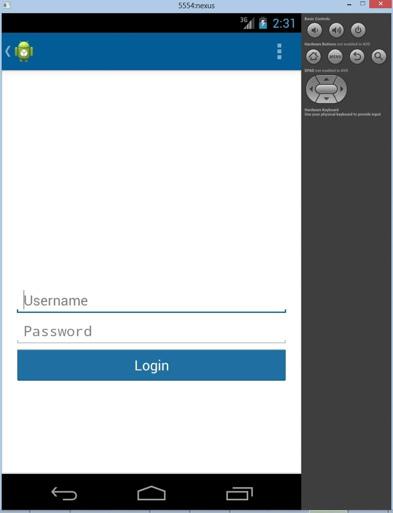 5554:nexus
3G 2:31
Basic Controls
Hardware Buttons not enabled in AVD
MENU
DPAD not enabled in AVD
Hardware Keyboard
Use your physical keyboard to provide input
Username
Password
Login